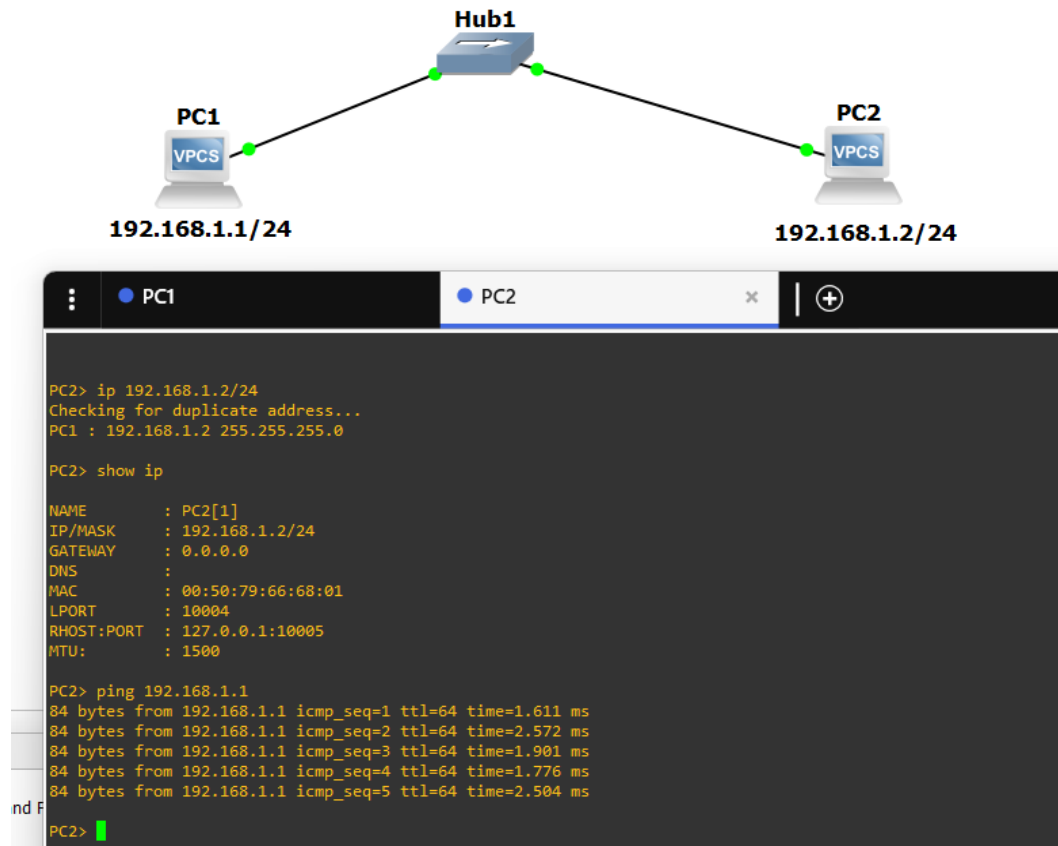 Hub1
PC1
PC2
VPCS
VPCS
192.168.1.1/24
192.168.1.2/24
PC1
PC2
PC2> ip 192.168.1.2/24
Checking for duplicate address...
PC1 : 192.168.1.2 255.255.255.0
PC2> show ip
NAME        : PC2[1]
IP/MASK     : 192.168.1.2/24
GATEWAY     : 0.0.0.0
DNS         :
MAC         : 00:50:79:66:68:01
LPORT       : 10004
RHOST:PORT  : 127.0.0.1:10005
MTU:        : 1500
PC2> ping 192.168.1.1
84 bytes from 192.168.1.1 icmp_seq=1 ttl=64 time=1.611 ms
84 bytes from 192.168.1.1 icmp_seq=2 ttl=64 time=2.572 ms
84 bytes from 192.168.1.1 icmp_seq=3 ttl=64 time=1.901 ms
84 bytes from 192.168.1.1 icmp_seq=4 ttl=64 time=1.776 ms
84 bytes from 192.168.1.1 icmp_seq=5 ttl=64 time=2.504 ms
PC2>